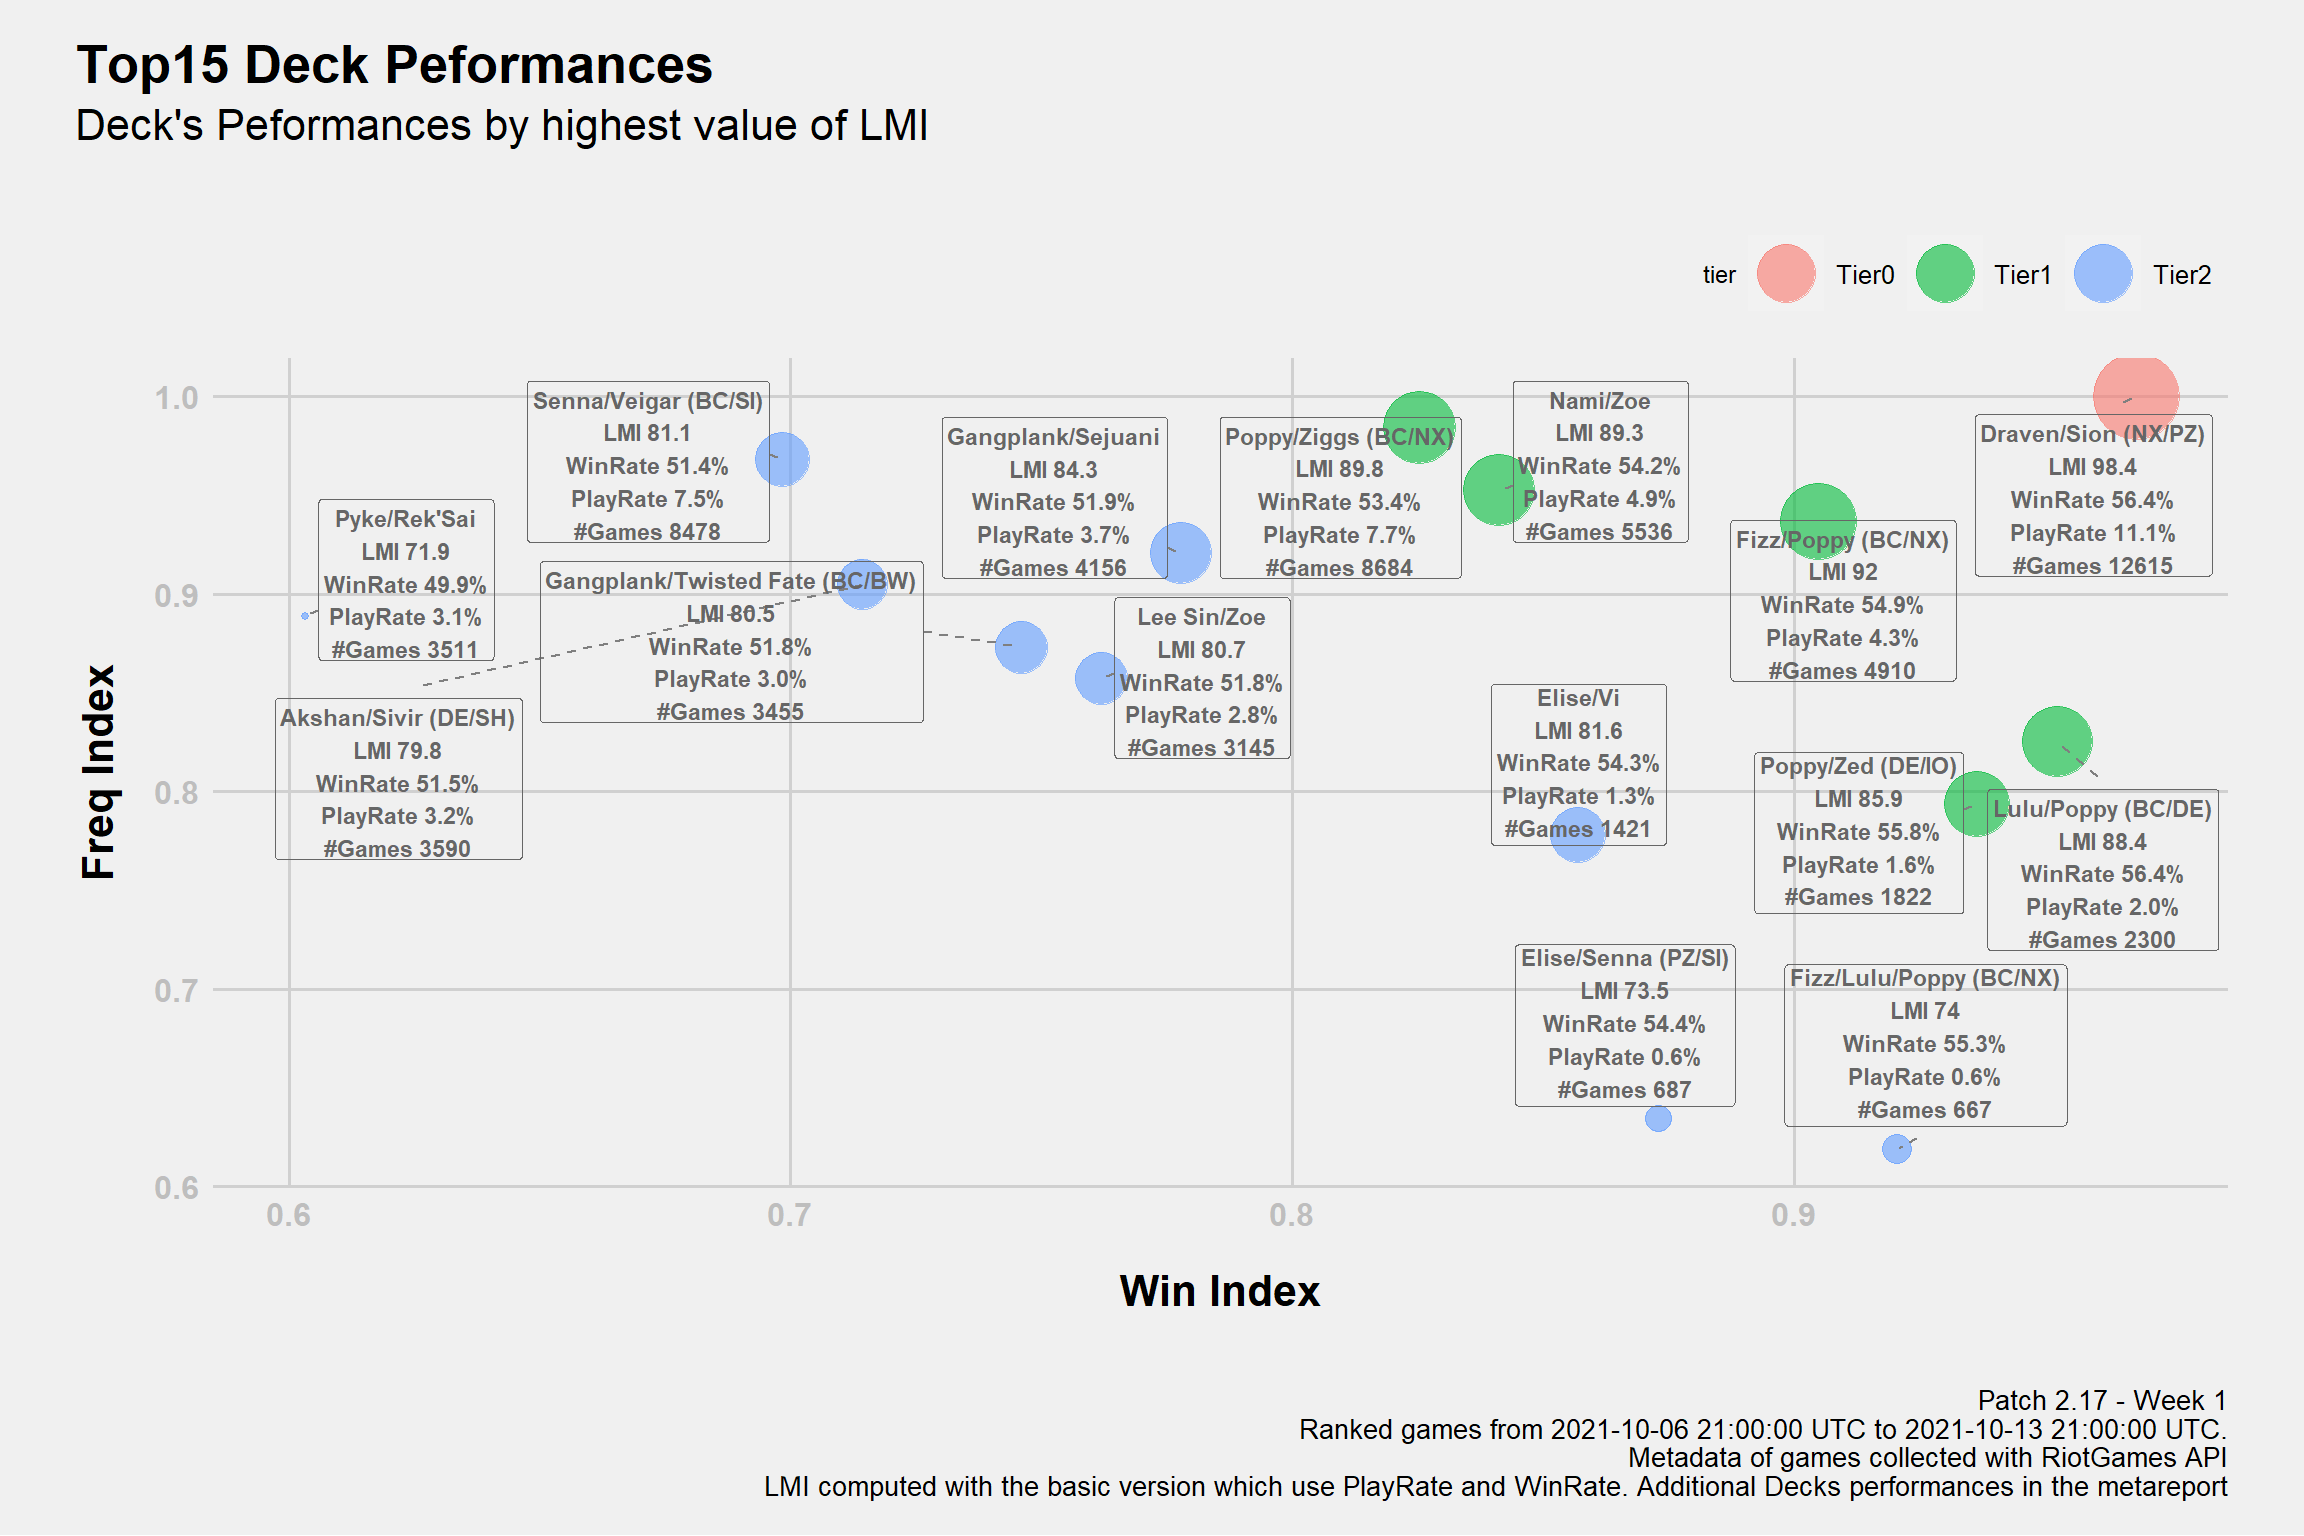 Top15 Deck Peformances
Deck's Peformances by highest value of LMI
tier
Tier0
Tier1
Tier2
Freq Index
1.0
0.9
0.8
0.7
0.6
Senna/Veigar (BC/SI)
LMI 81.1
WinRate 51.4%
PlayRate 7.5%
#Games 8478
Gangplank/Sejuani
LMI 84.3
WinRate 51.9%
PlayRate 3.7%
#Games 4156
Poppy/Ziggs (BC/NX)
LMI 89.8
WinRate 53.4%
PlayRate 7.7%
#Games 8684
Nami/Zoe
LMI 89.3
WinRate 54.2%
PlayRate 4.9%
#Games 5536
Draven/Sion (NX/PZ)
LMI 98.4
WinRate 56.4%
PlayRate 11.1%
#Games 12615
Pyke/Rek'Sai
LMI 71.9
WinRate 49.9%
PlayRate 3.1%
#Games 3511
Gangplank/Twisted Fate (BC/BW)
LMI 80.5
WinRate 51.8%
PlayRate 3.0%
#Games 3455
Lee Sin/Zoe
LMI 80.7
WinRate 51.8%
PlayRate 2.8%
#Games 3145
Fizz/Poppy (BC/NX)
LMI 92
WinRate 54.9%
PlayRate 4.3%
#Games 4910
Akshan/Sivir (DE/SH)
LMI 79.8
WinRate 51.5%
PlayRate 3.2%
#Games 3590
Elise/Vi
LMI 81.6
WinRate 54.3%
PlayRate 1.3%
#Games 1421
Poppy/Zed (DE/IO)
LMI 85.9
WinRate 55.8%
PlayRate 1.6%
#Games 1822
Lulu/Poppy (BC/DE)
LMI 88.4
WinRate 56.4%
PlayRate 2.0%
#Games 2300
Elise/Senna (PZ/SI)
LMI 73.5
WinRate 54.4%
PlayRate 0.6%
#Games 687
Fizz/Lulu/Poppy (BC/NX)
LMI 74
WinRate 55.3%
PlayRate 0.6%
#Games 667
0.6
0.7
0.8
0.9
Win Index
Patch 2.17 - Week 1
Ranked games from 2021-10-06 21:00:00 UTC to 2021-10-13 21:00:00 UTC.
Metadata of games collected with RiotGames API
LMI computed with the basic version which use PlayRate and WinRate. Additional Decks performances in the metareport